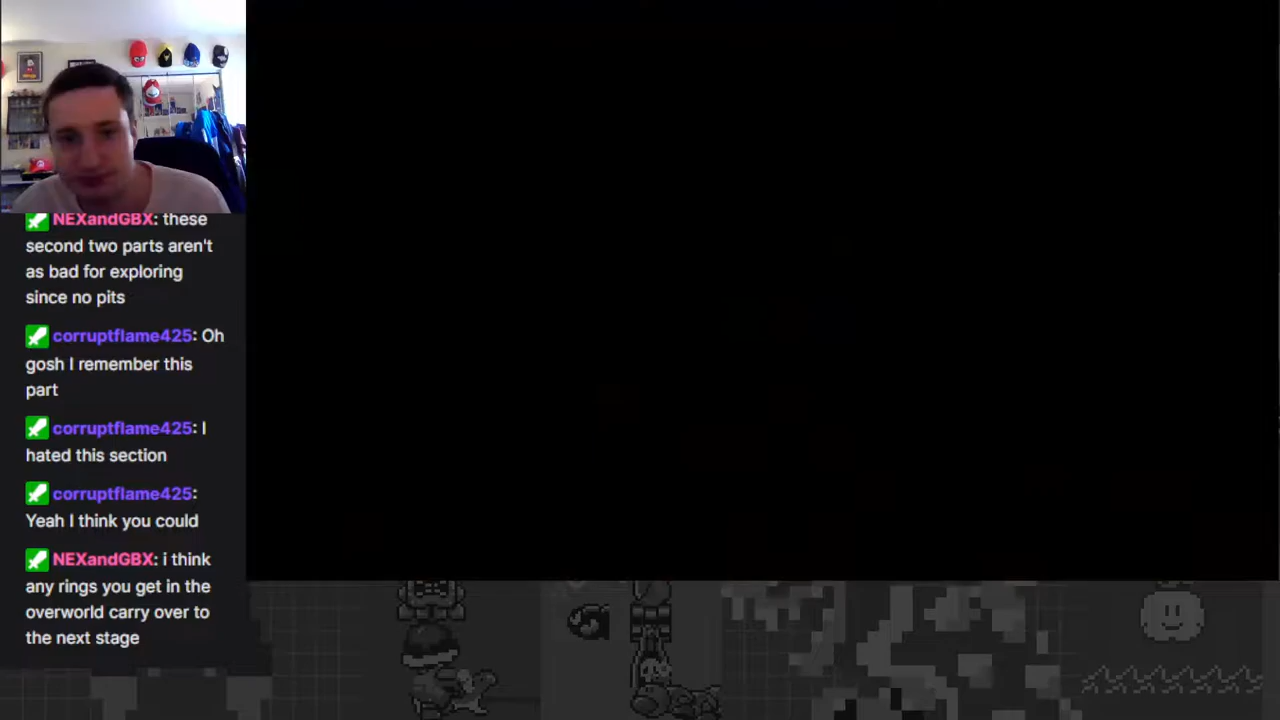 NEXandGBX: these
second two parts aren't
as bad for exploring
since no pits
corruptflame425: Oh
gosh I remember this
part
corruptflame425: I
hated this section
corruptflame425:
Yeah I think you could
NEXandGBX: i think
any rings you get in the
overworld carry over to
the next stage